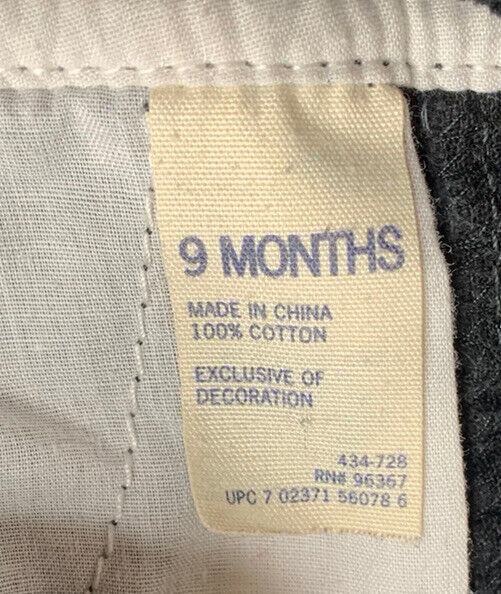 9 MONTHS
MADE IN CHINA
100% COTTON
EXCLUSIVE OF
DECORATION
434-728
RN# 96367
UPC 7 02371 56078 6